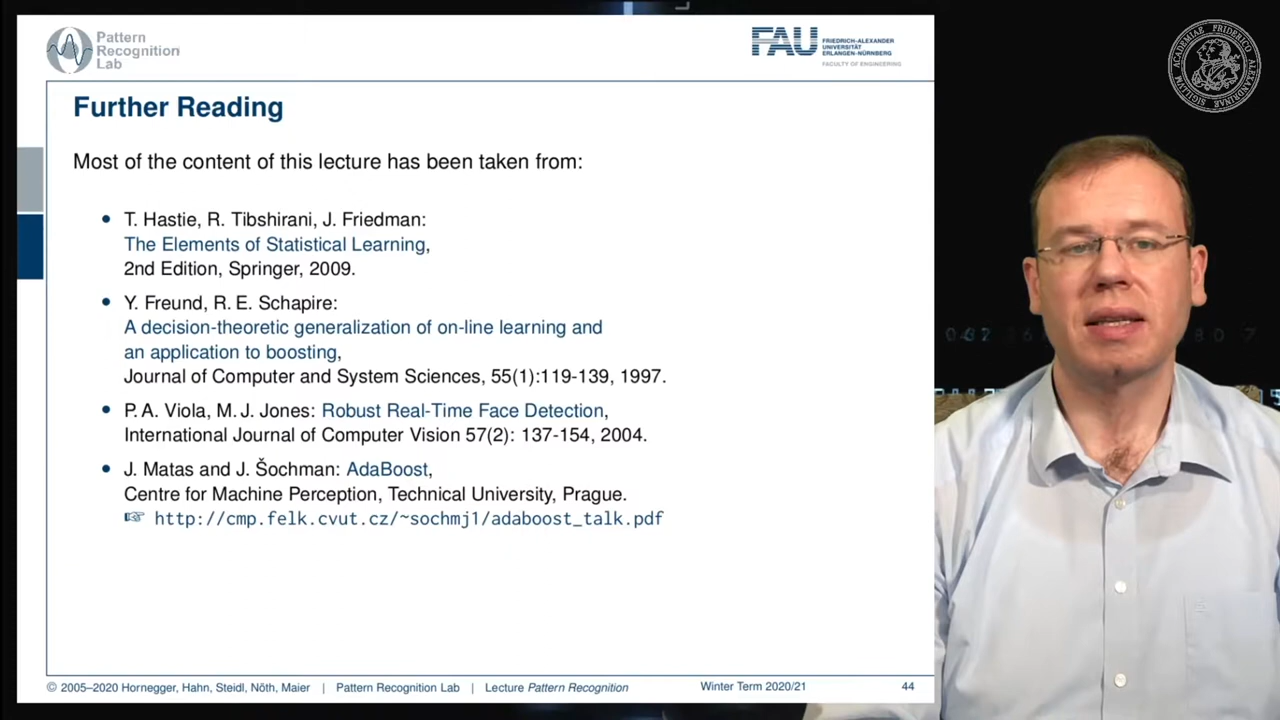 Pattern
Recognition
Lab
FAU
FRIEDRICH-ALEXANDER
UNIVERSITÄT
ERLANGEN-NÜRNBERG
FACULTY OF ENGINEERING
Further Reading
Most of the content of this lecture has been taken from:
• T. Hastie, R. Tibshirani, J. Friedman:
The Elements of Statistical Learning,
2nd Edition, Springer, 2009.
• Y. Freund, R. E. Schapire:
A decision-theoretic generalization of on-line learning and
an application to boosting,
Journal of Computer and System Sciences, 55(1):119-139, 1997.
• P. A. Viola, M. J. Jones: Robust Real-Time Face Detection,
International Journal of Computer Vision 57(2): 137-154, 2004.
• J. Matas and J. Šochman: AdaBoost,
Centre for Machine Perception, Technical University, Prague.
☞ http://cmp.felk.cvut.cz/~sochmj1/adaboost_talk.pdf
© 2005–2020 Hornegger, Hahn, Steidl, Nöth, Maier | Pattern Recognition Lab | Lecture Pattern Recognition Winter Term 2020/21 44